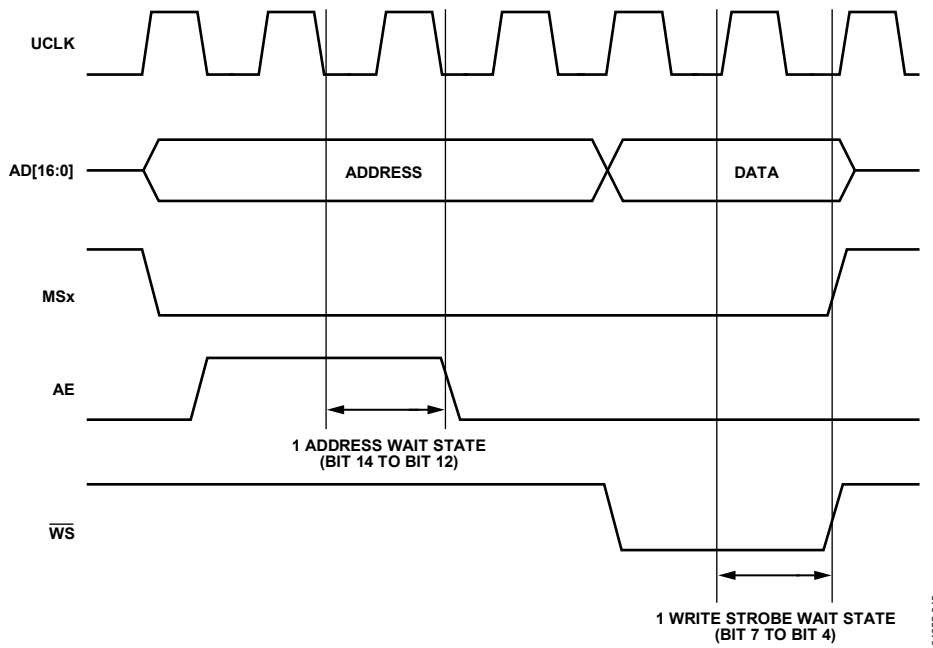 UCLK
AD[16:0]
ADDRESS
DATA
MSx
AE
1 ADDRESS WAIT STATE
(BIT 14 TO BIT 12)
WS
1 WRITE STROBE WAIT STATE
(BIT 7 TO BIT 4)